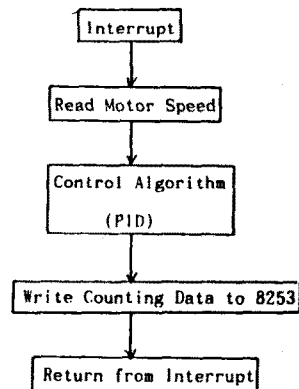 Interrupt
Read Motor Speed
Control Algorithm
(PID)
Write Counting Data to 8253
Return from Interrupt